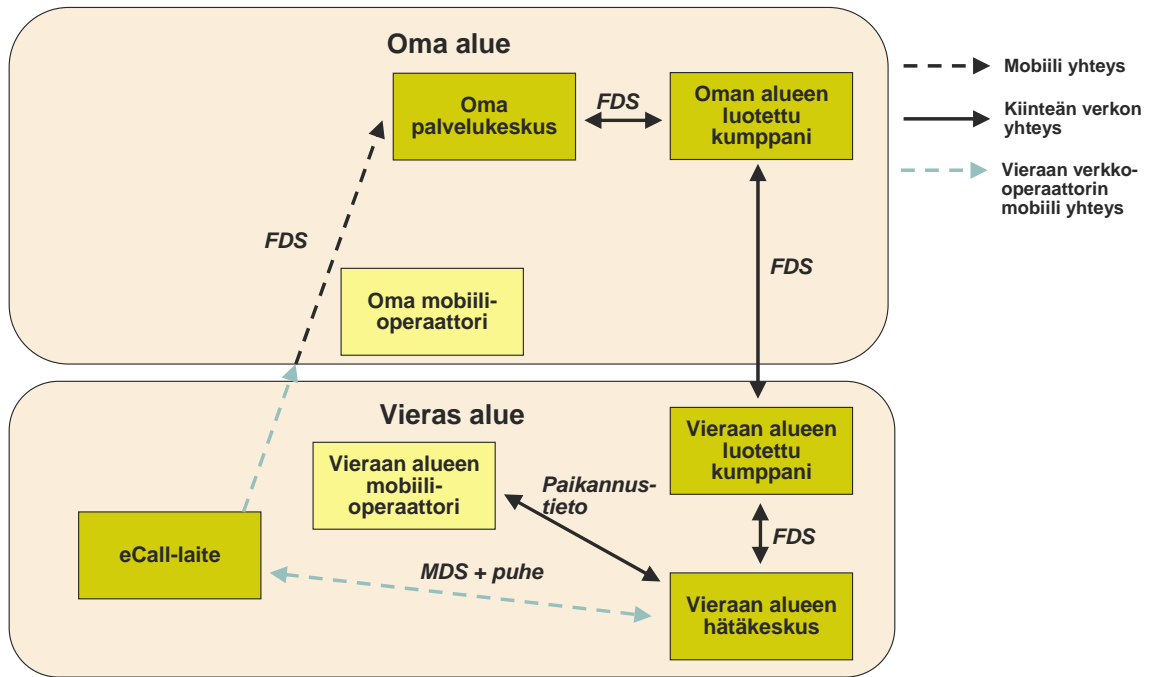 Oma alue
Oma
palvelukeskus
FDS
Oman alueen
luotettu
kumppani
Mobiili yhteys
Kiinteän verkon
yhteys
Vieraan verkko-
operaattorin
mobiili yhteys
FDS
FDS
Oma mobiili-
operaattori
Vieras alue
Vieraan alueen
mobiili-
operaattori
Paikannus-
tieto
Vieraan alueen
luotettu
kumppani
FDS
eCall-laite
MDS + puhe
Vieraan alueen
hätäkeskus